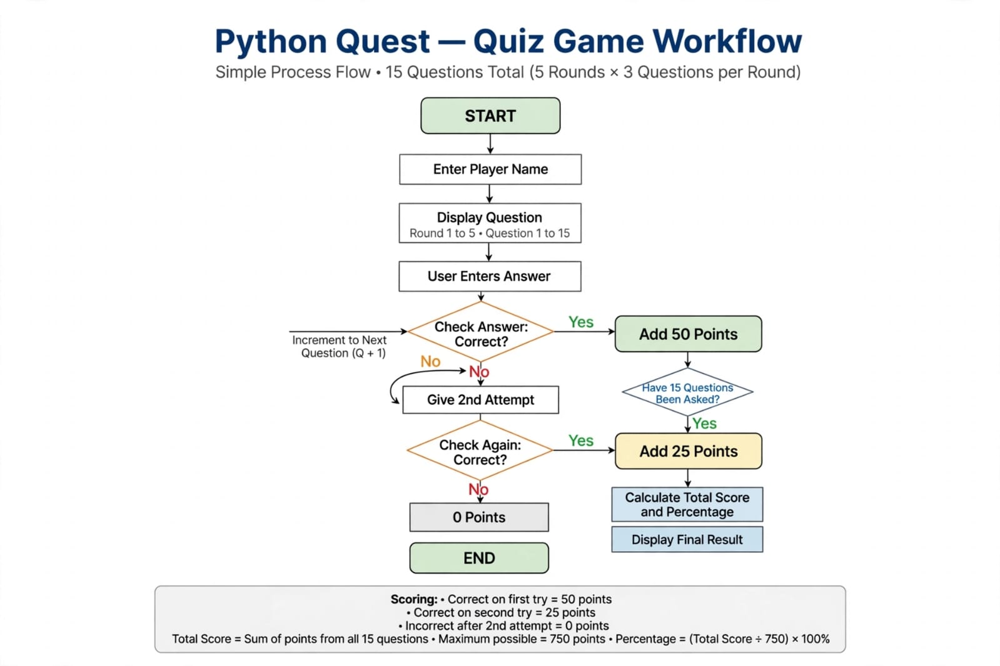 Python Quest — Quiz Game Workflow
Simple Process Flow • 15 Questions Total (5 Rounds × 3 Questions per Round)
START
Enter Player Name
Display Question
Round 1 to 5 • Question 1 to 15
User Enters Answer
Check Answer:
Correct?
Yes
Add 50 Points
Increment to Next
Question (Q + 1)
No
No
Give 2nd Attempt
Have 15 Questions
Been Asked?
Yes
Check Again:
Correct?
Yes
Add 25 Points
No
0 Points
Calculate Total Score
and Percentage
Display Final Result
END
Scoring: • Correct on first try = 50 points
• Correct on second try = 25 points
• Incorrect after 2nd attempt = 0 points
Total Score = Sum of points from all 15 questions • Maximum possible = 750 points • Percentage = (Total Score ÷ 750) × 100%